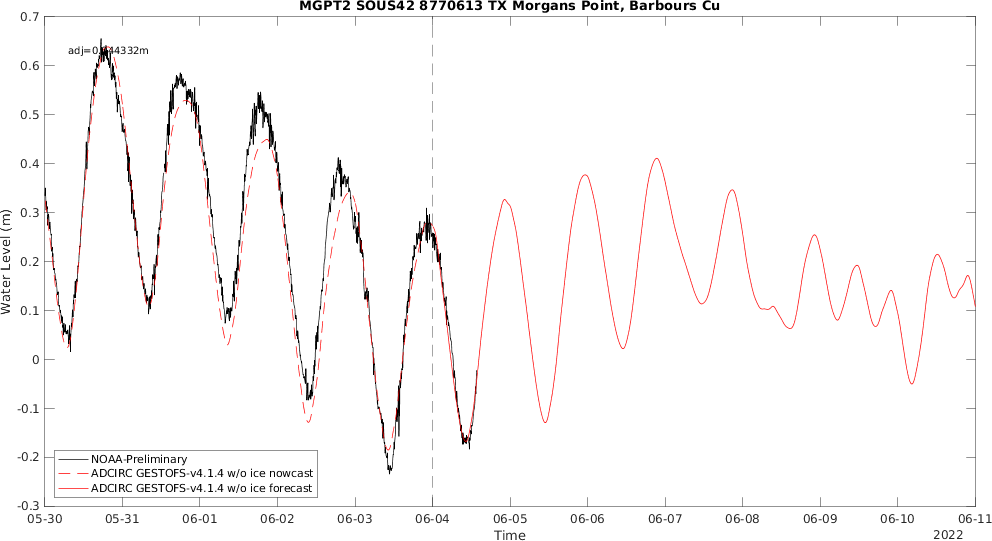 MGPT2 SOUS42 8770613 TX Morgans Point, Barbours Cu
0.7
0.6
0.5
0.4
0.3
0.2
0.1
0
-0.1
-0.2
-0.3
Water Level (m)
NOAA-Preliminary
ADCIRC GESTOFS-v4.1.4 w/o ice nowcast
ADCIRC GESTOFS-v4.1.4 w/o ice forecast
05-30 05-31 06-01 06-02 06-03 06-04 06-05 06-06 06-07 06-08 06-09 06-10 06-11
Time
2022